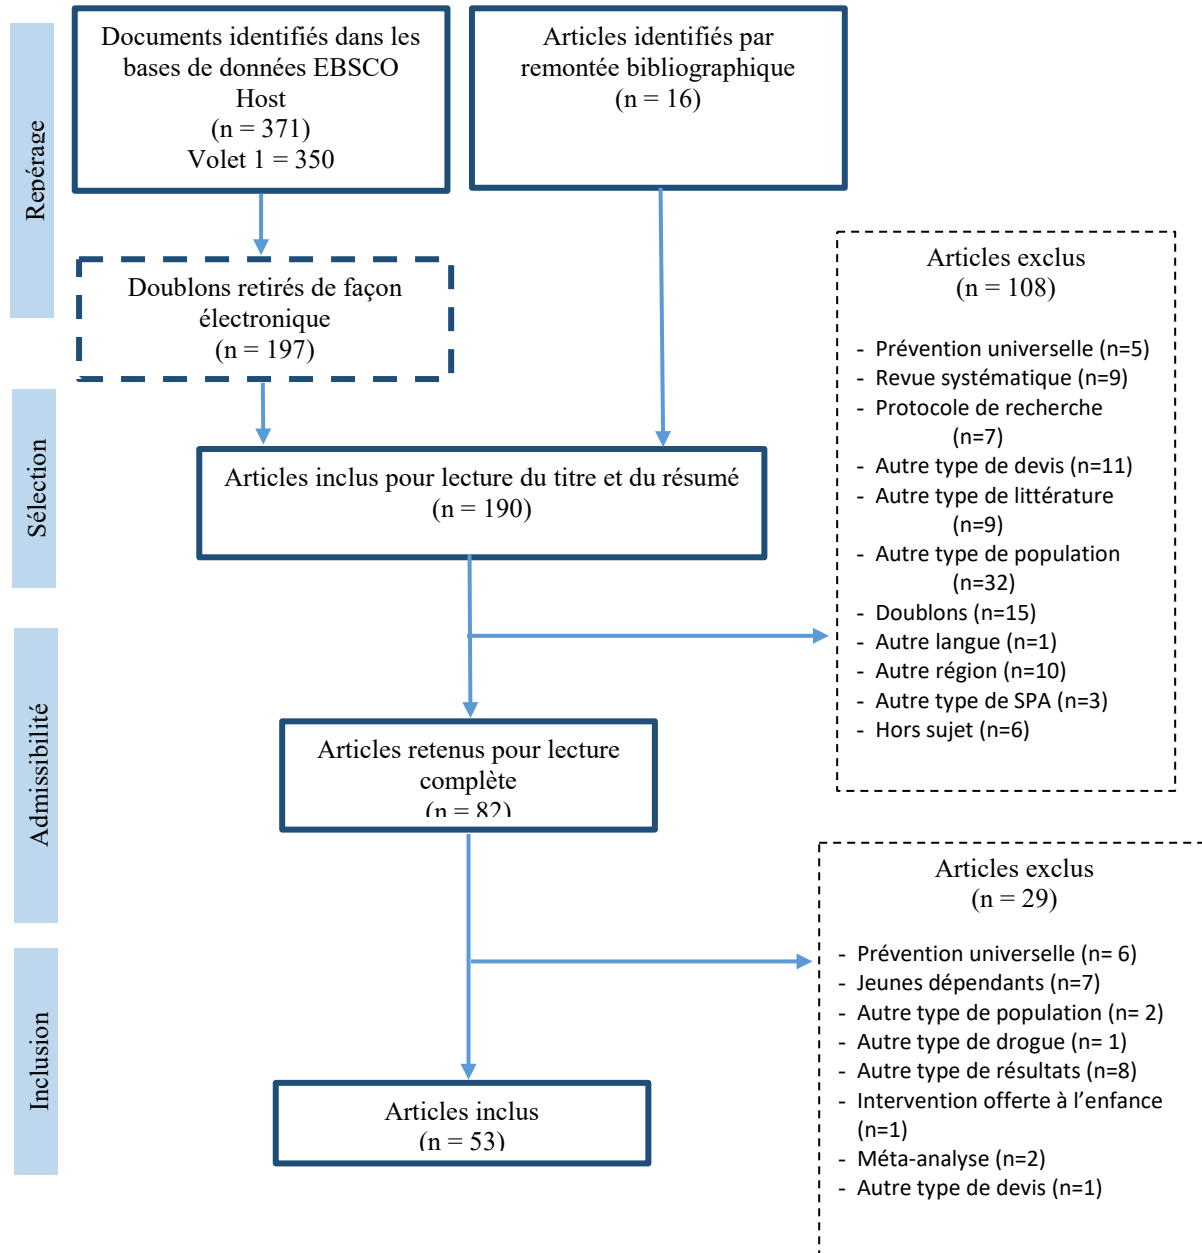 Repérage
Documents identifiés dans les
bases de données EBSCO
Host
(n = 371)
Volet 1 = 350
Articles identifiés par
remontée bibliographique
(n = 16)
Doublons retirés de façon
électronique
(n = 197)
Sélection
Articles inclus pour lecture du titre et du résumé
(n = 190)
Articles exclus
(n = 108)
- Prévention universelle (n=5)
- Revue systématique (n=9)
- Protocole de recherche
(n=7)
- Autre type de devis (n=11)
- Autre type de littérature
(n=9)
- Autre type de population
(n=32)
- Doublons (n=15)
- Autre langue (n=1)
- Autre région (n=10)
- Autre type de SPA (n=3)
- Hors sujet (n=6)
Admissibilité
Articles retenus pour lecture
complète
(n = 82)
Articles exclus
(n = 29)
- Prévention universelle (n= 6)
- Jeunes dépendants (n=7)
- Autre type de population (n= 2)
- Autre type de drogue (n= 1)
- Autre type de résultats (n=8)
- Intervention offerte à l’enfance
(n=1)
- Méta-analyse (n=2)
- Autre type de devis (n=1)
Inclusion
Articles inclus
(n = 53)